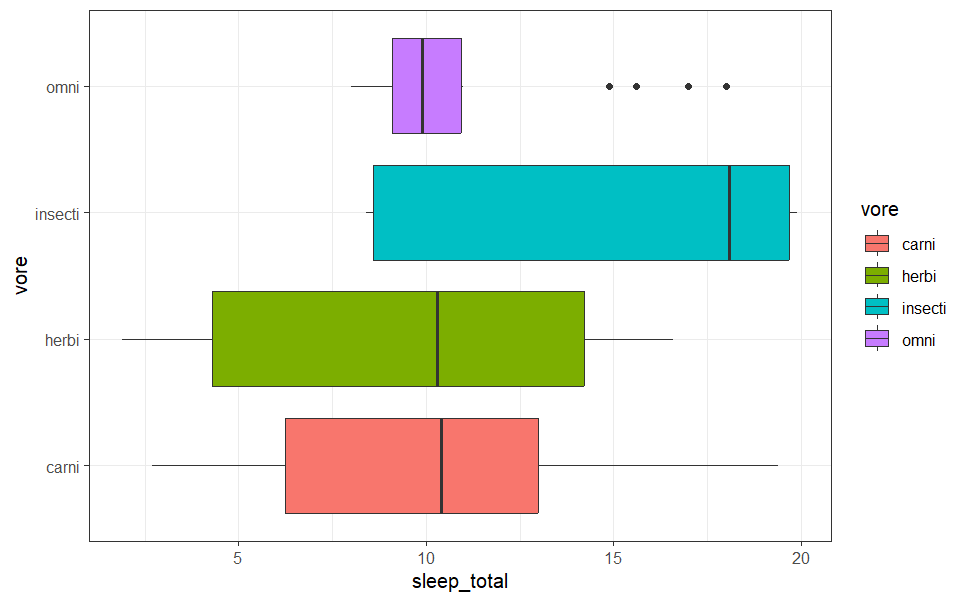 omni
insecti
herbi
carni
vore
5 10 15 20
sleep_total
vore
carni
herbi
insecti
omni